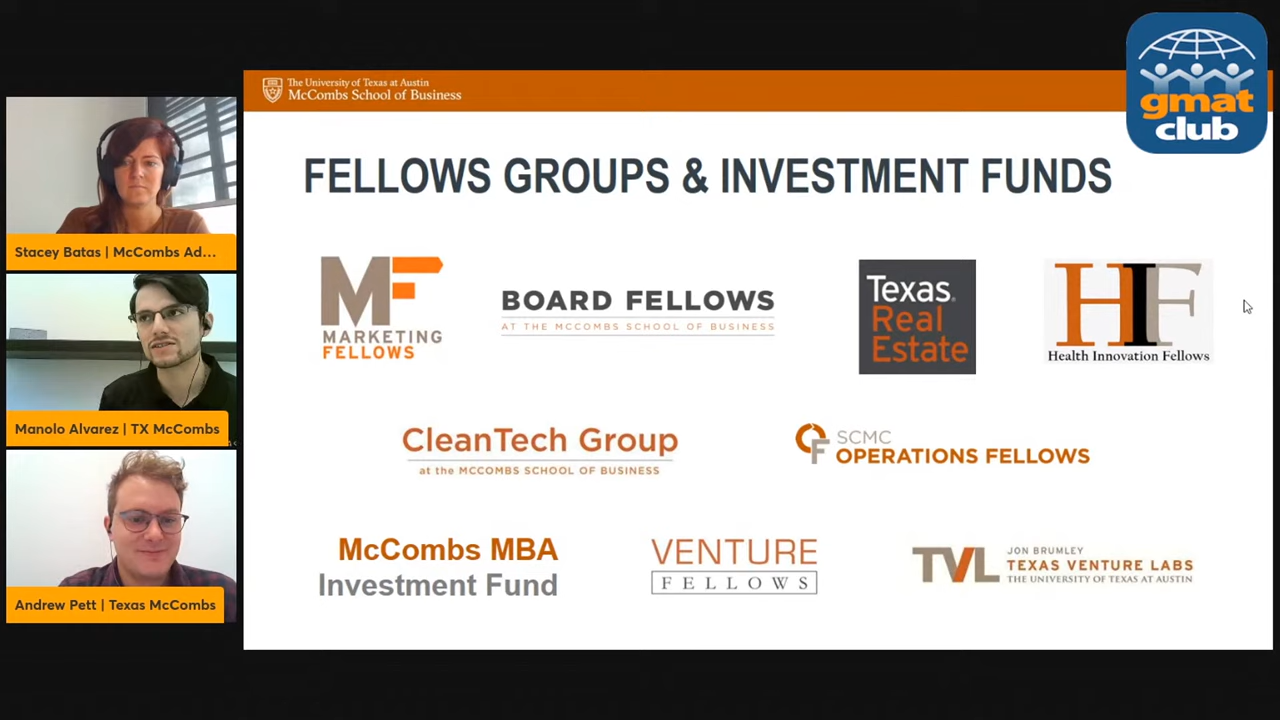 The University of Texas at Austin
McCombs School of Business
gmat
club
FELLOWS GROUPS & INVESTMENT FUNDS
Stacey Batas | McCombs Ad...
Manolo Alvarez | TX McCombs
Andrew Pett | Texas McCombs
MF
MARKETING
FELLOWS
BOARD FELLOWS
AT THE MCCOMBS SCHOOL OF BUSINESS
Texas
Real
Estate
HIF
Health Innovation Fellows
CleanTech Group
at the MCCOMBS SCHOOL OF BUSINESS
OF
SCMC
OPERATIONS FELLOWS
McCombs MBA
Investment Fund
VENTURE
FELLOWS
TVL
JON BRUMLEY
TEXAS VENTURE LABS
THE UNIVERSITY OF TEXAS AT AUSTIN